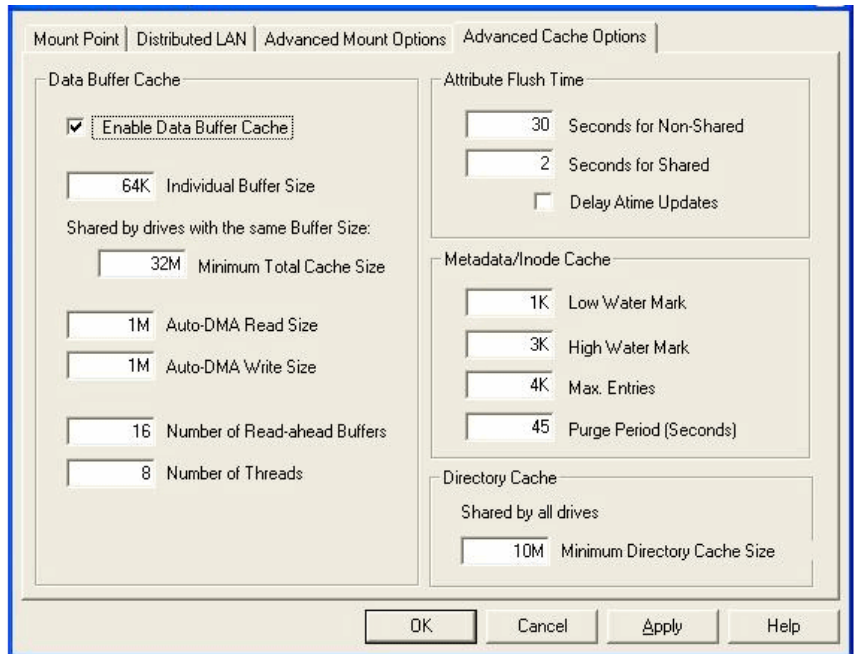 Mount Point
Distributed LAN
Advanced Mount Options
Advanced Cache Options
Data Buffer Cache
Enable Data Buffer Cache
64K Individual Buffer Size
Shared by drives with the same Buffer Size:
32M Minimum Total Cache Size
1M Auto-DMA Read Size
1M Auto-DMA Write Size
16 Number of Read-ahead Buffers
8 Number of Threads
Attribute Flush Time
30 Seconds for Non-Shared
2 Seconds for Shared
Delay Atime Updates
Metadata/Inode Cache
1K Low Water Mark
3K High Water Mark
4K Max. Entries
45 Purge Period (Seconds)
Directory Cache
Shared by all drives
10M Minimum Directory Cache Size
OK
Cancel
Apply
Help